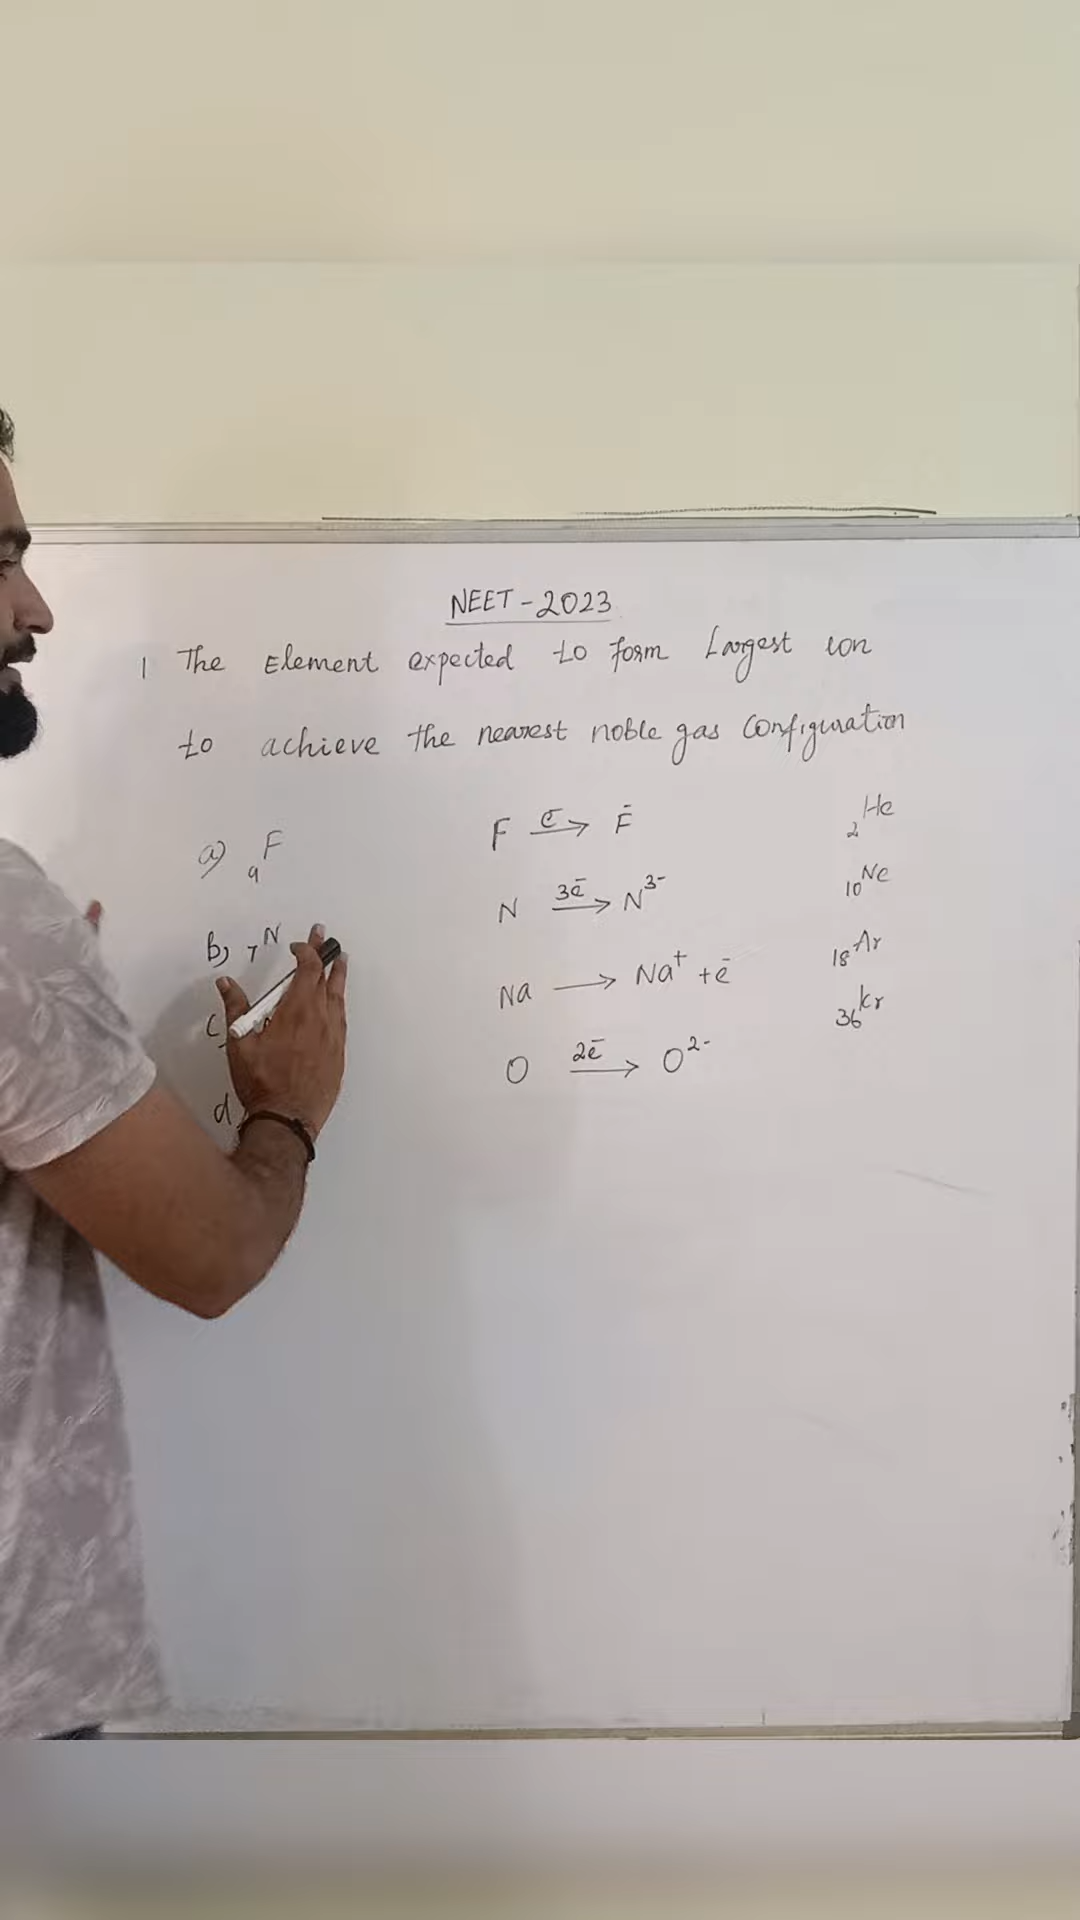 NEET - 2023
1 The Element expected to form Largest ion
to achieve the nearest noble gas configuration
a) ₉F
b) ₇N
c)
d
F e⁻→ F⁻
N 3e⁻→ N³⁻
Na → Na⁺ + e⁻
O 2e⁻→ O²⁻
₂He
₁₀Ne
₁₈Ar
₃₆Kr